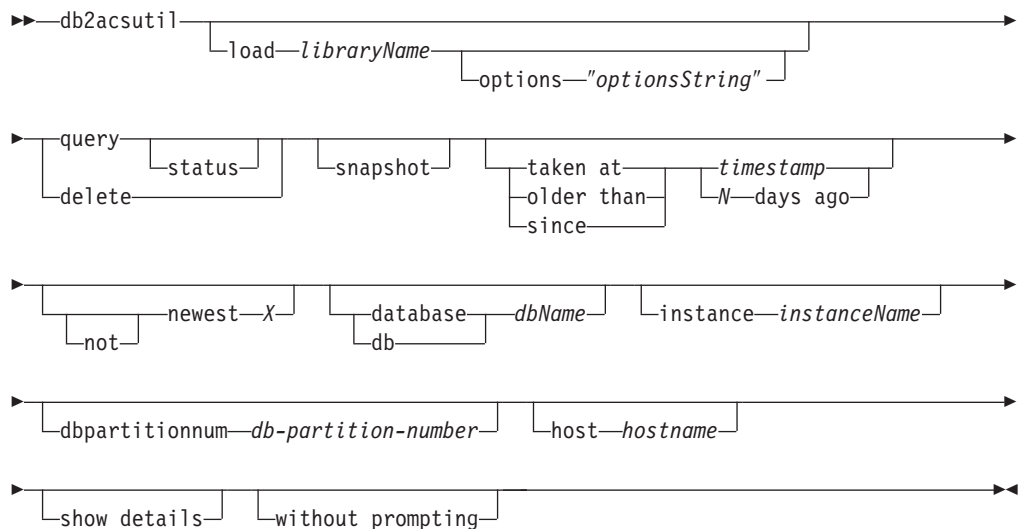 db2acsutil
load libraryName
options "optionsString"
query
status
snapshot
taken at
timestamp
delete
older than
N days ago
since
newest X
database
dbName
instance instanceName
not
db
dbpartitionnum db-partition-number
host hostname
show details
without prompting